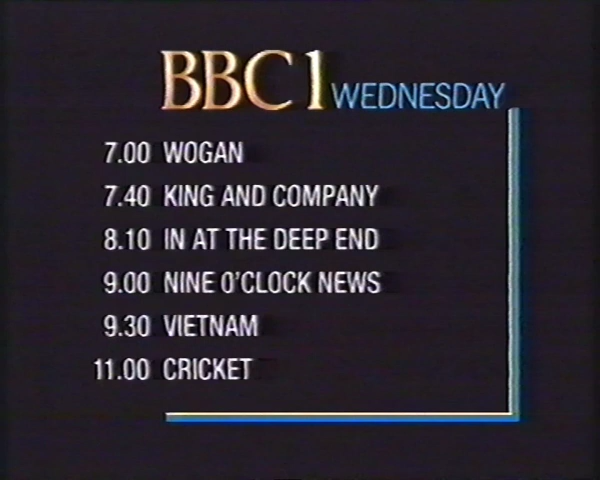 BBC1 WEDNESDAY
7.00 WOGAN
7.40 KING AND COMPANY
8.10 IN AT THE DEEP END
9.00 NINE O'CLOCK NEWS
9.30 VIETNAM
11.00 CRICKET